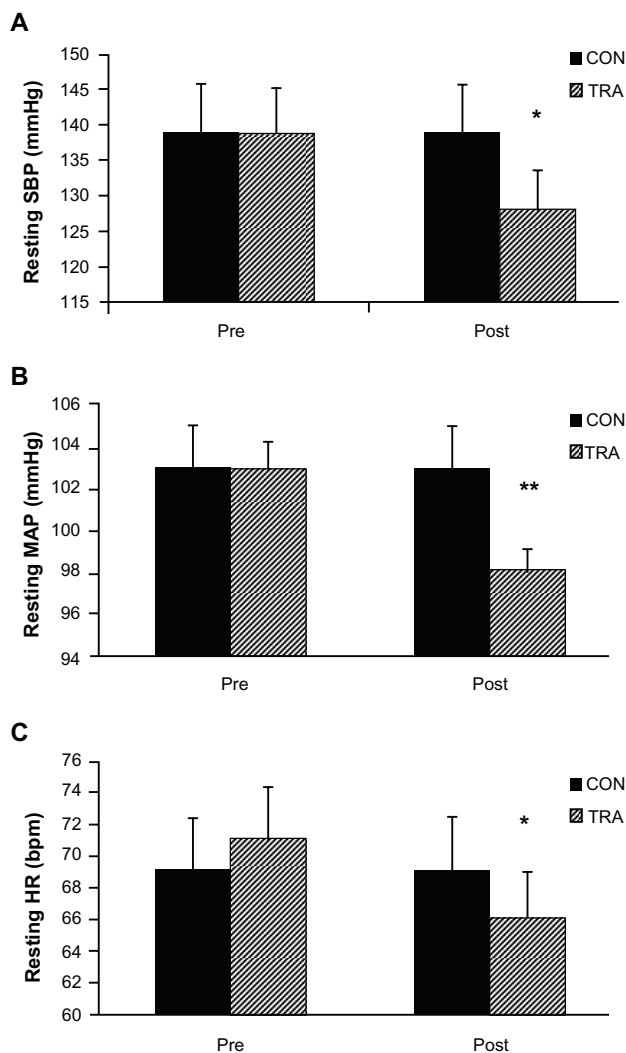 A
Resting SBP (mmHg)
150
145
140
135
130
125
120
115
CON
TRA
*
Pre
Post
B
Resting MAP (mmHg)
106
104
102
100
98
96
94
CON
TRA
**
Pre
Post
C
Resting HR (bpm)
76
74
72
70
68
66
64
62
60
CON
TRA
*
Pre
Post